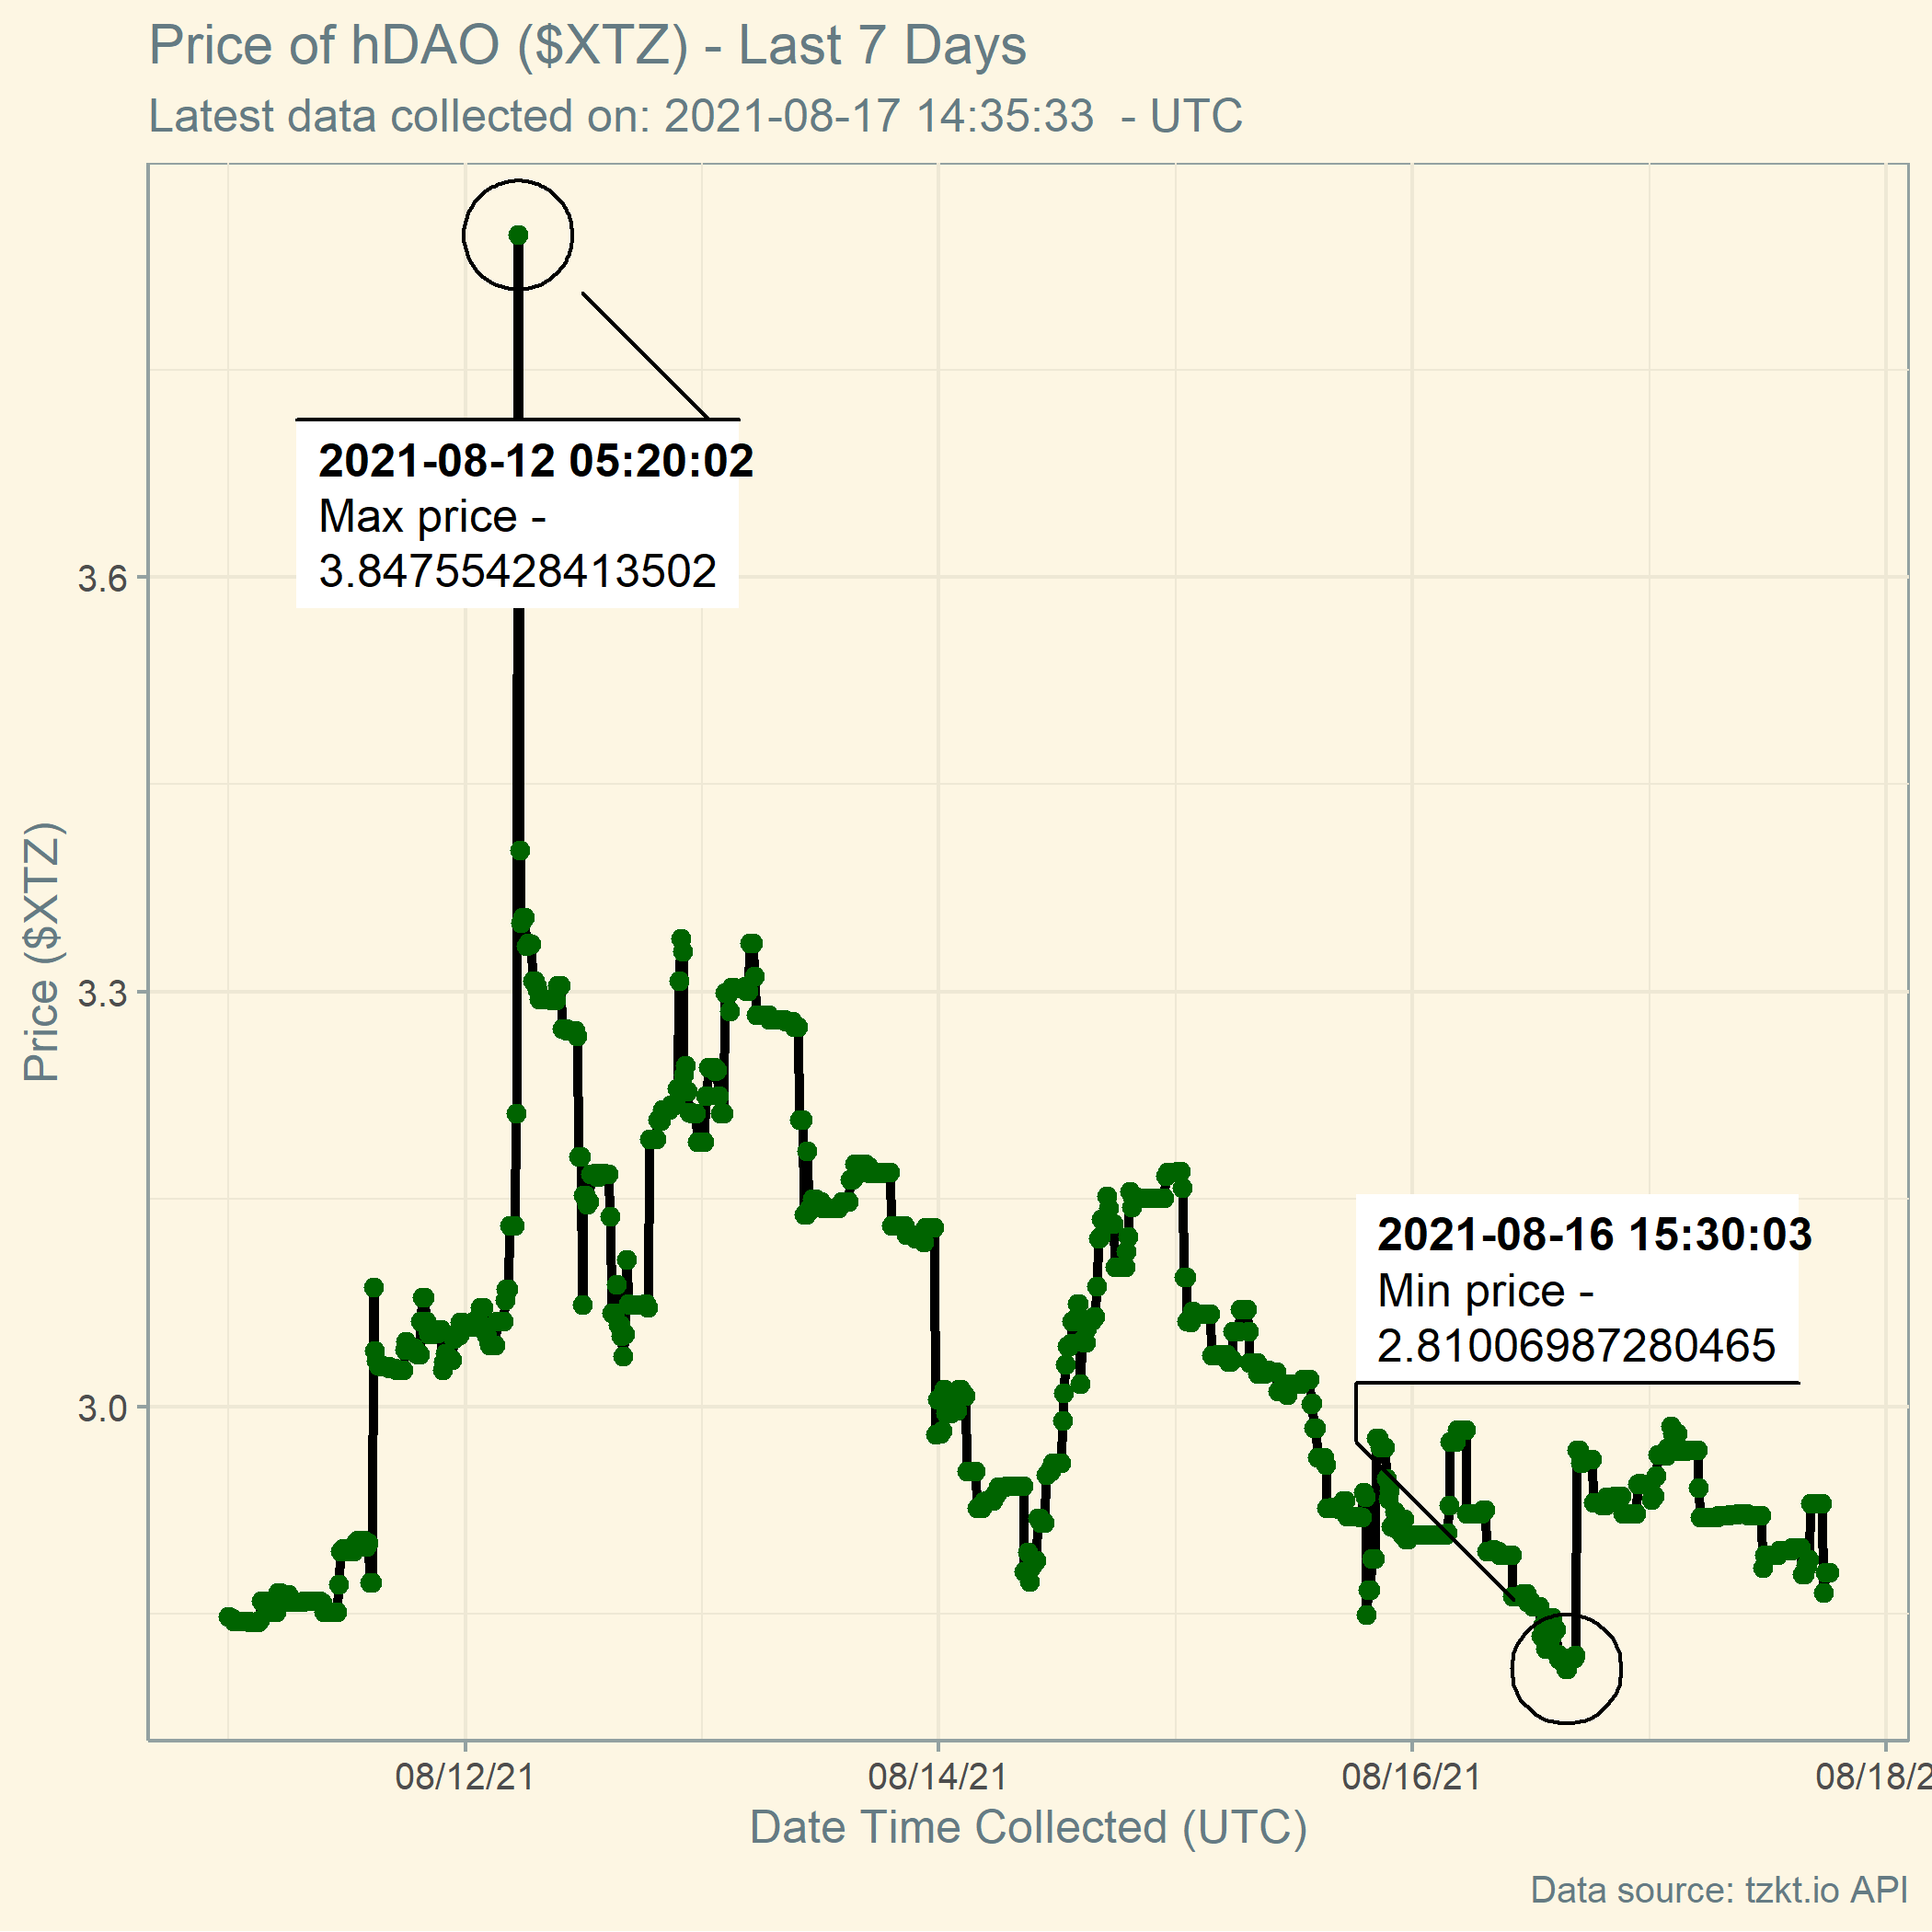 Price of hDAO ($XTZ) - Last 7 Days
Latest data collected on: 2021-08-17 14:35:33  - UTC
2021-08-12 05:20:02
Max price -
3.84755428413502
3.6
Price ($XTZ)
3.3
2021-08-16 15:30:03
Min price -
2.81006987280465
3.0
08/12/21
08/14/21
08/16/21
08/18/2
Date Time Collected (UTC)
Data source: tzkt.io API